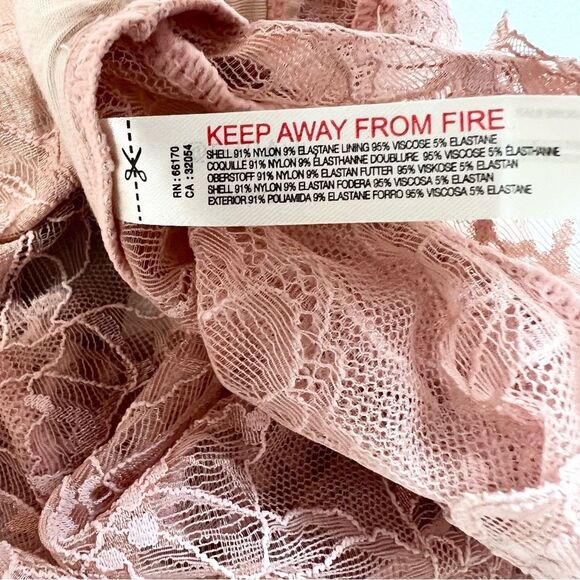 KEEP AWAY FROM FIRE
SHELL 91% NYLON 9% ELASTANE LINING 95% VISCOSE 5% ELASTANE
COQUILLE 91% NYLON 9% ÉLASTHANNE DOUBLURE 95% VISCOSE 5% ÉLASTHANNE
OBERSTOFF 91% NYLON 9% ELASTAN FUTTER 95% VISKOSE 5% ELASTAN
SHELL 91% NYLON 9% ELASTAN FODERA 95% VISCOSA 5% ELASTAN
EXTERIOR 91% POLIAMIDA 9% ELASTANE FORRO 95% VISCOSA 5% ELASTANE
RN : 66170
CA : 32054